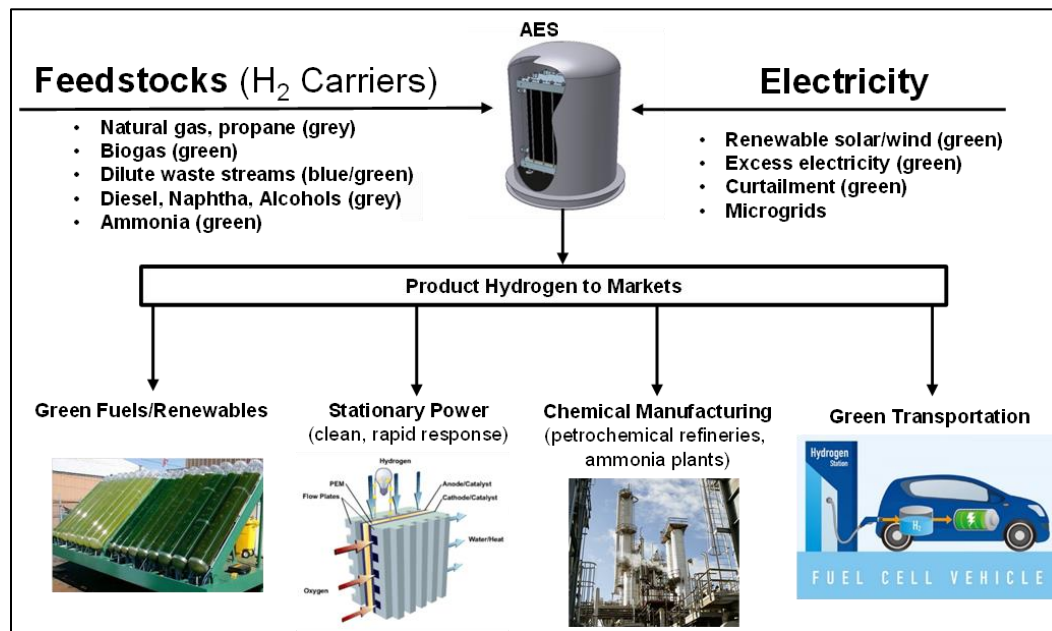 AES
Feedstocks (H₂ Carriers)
• Natural gas, propane (grey)
• Biogas (green)
• Dilute waste streams (blue/green)
• Diesel, Naphtha, Alcohols (grey)
• Ammonia (green)
Electricity
• Renewable solar/wind (green)
• Excess electricity (green)
• Curtailment (green)
• Microgrids
Product Hydrogen to Markets
Green Fuels/Renewables
Stationary Power
(clean, rapid response)
Hydrogen
PEM
Flow Plates
Anode/Catalyst
Cathode/Catalyst
Water/Heat
Oxygen
Chemical Manufacturing
(petrochemical refineries,
ammonia plants)
Green Transportation
Hydrogen
Station
H₂
FUEL CELL VEHICLE